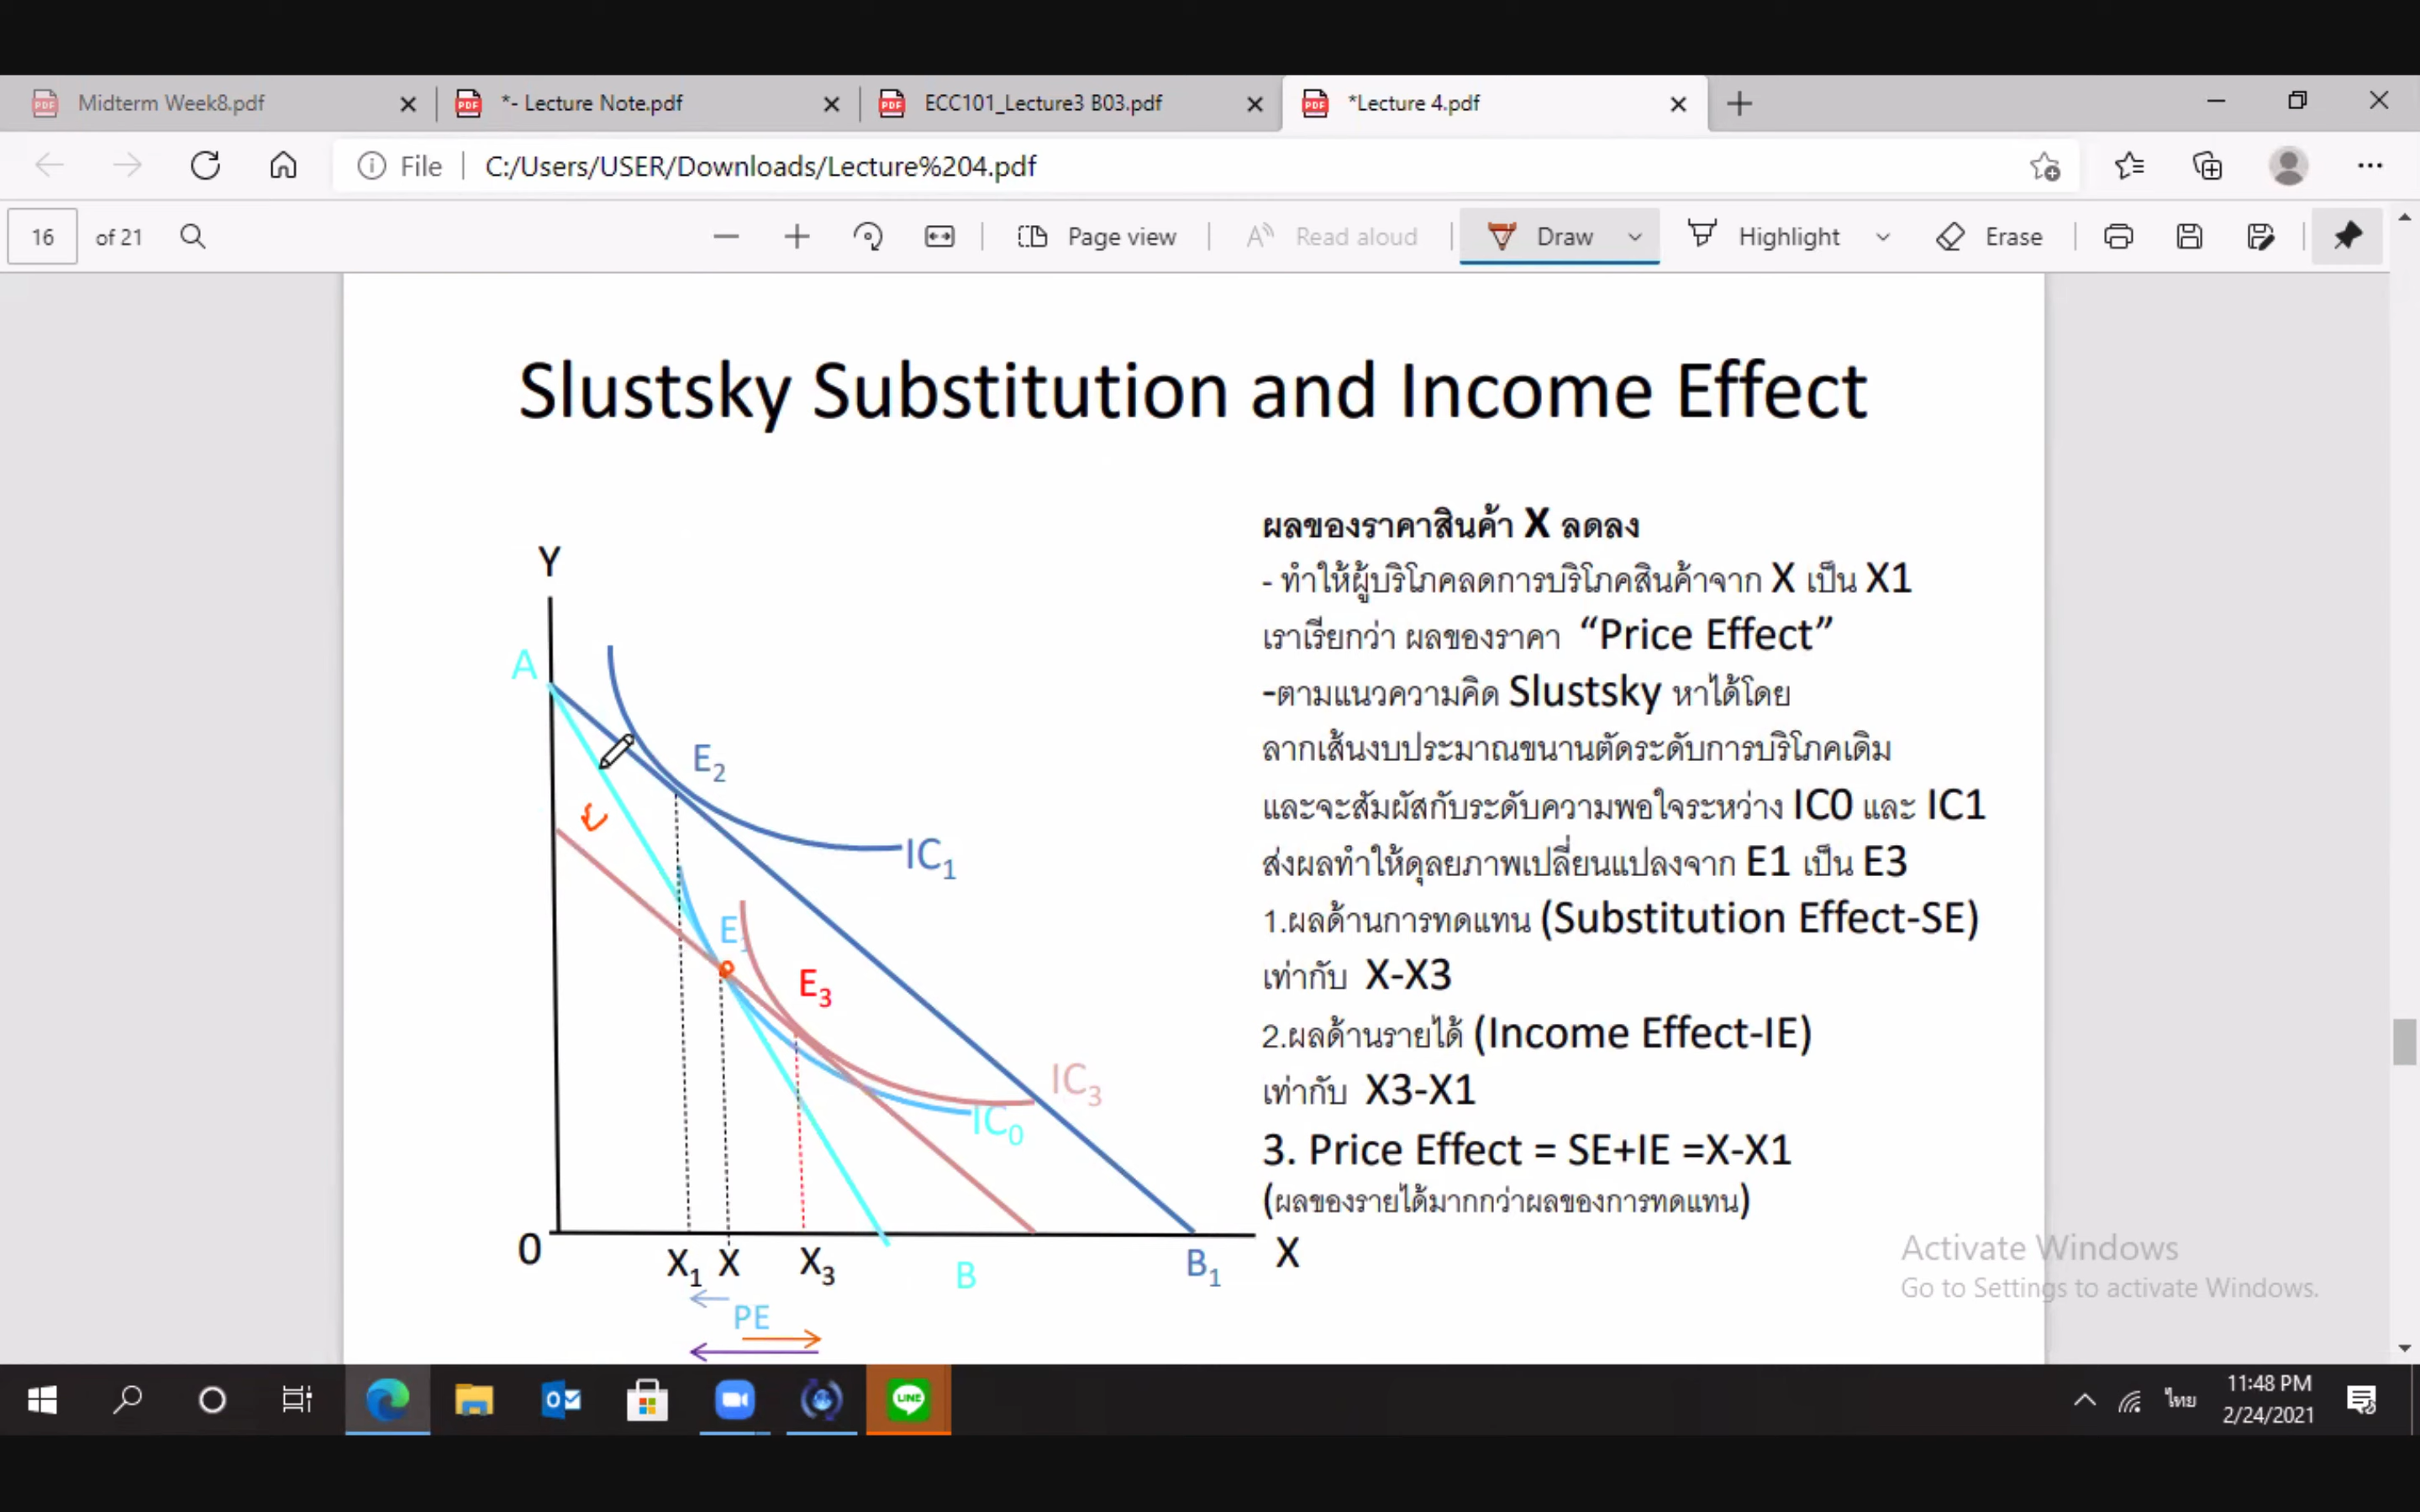 Midterm Week8.pdf
*- Lecture Note.pdf
ECC101_Lecture3 B03.pdf
*Lecture 4.pdf
File
C:/Users/USER/Downloads/Lecture%204.pdf
16
of 21
Page view
Read aloud
Draw
Highlight
Erase
Slustsky Substitution and Income Effect
Y
A
E2
IC1
E1
E3
IC3
IC0
0
X1 X X3
B
B1
X
PE
ผลของราคาสินค้า X ลดลง
- ทำให้ผู้บริโภคลดการบริโภคสินค้าจาก X เป็น X1
เราเรียกว่า ผลของราคา “Price Effect”
-ตามแนวความคิด Slustsky หาได้โดย
ลากเส้นงบประมาณขนานตัดระดับการบริโภคเดิม
และจะสัมผัสกับระดับความพอใจระหว่าง IC0 และ IC1
ส่งผลทำให้ดุลยภาพเปลี่ยนแปลงจาก E1 เป็น E3
1.ผลด้านการทดแทน (Substitution Effect-SE)
เท่ากับ X-X3
2.ผลด้านรายได้ (Income Effect-IE)
เท่ากับ X3-X1
3. Price Effect = SE+IE =X-X1
(ผลของรายได้มากกว่าผลของการทดแทน)
Activate Windows
Go to Settings to activate Windows.
LINE
ไทย
11:48 PM
2/24/2021